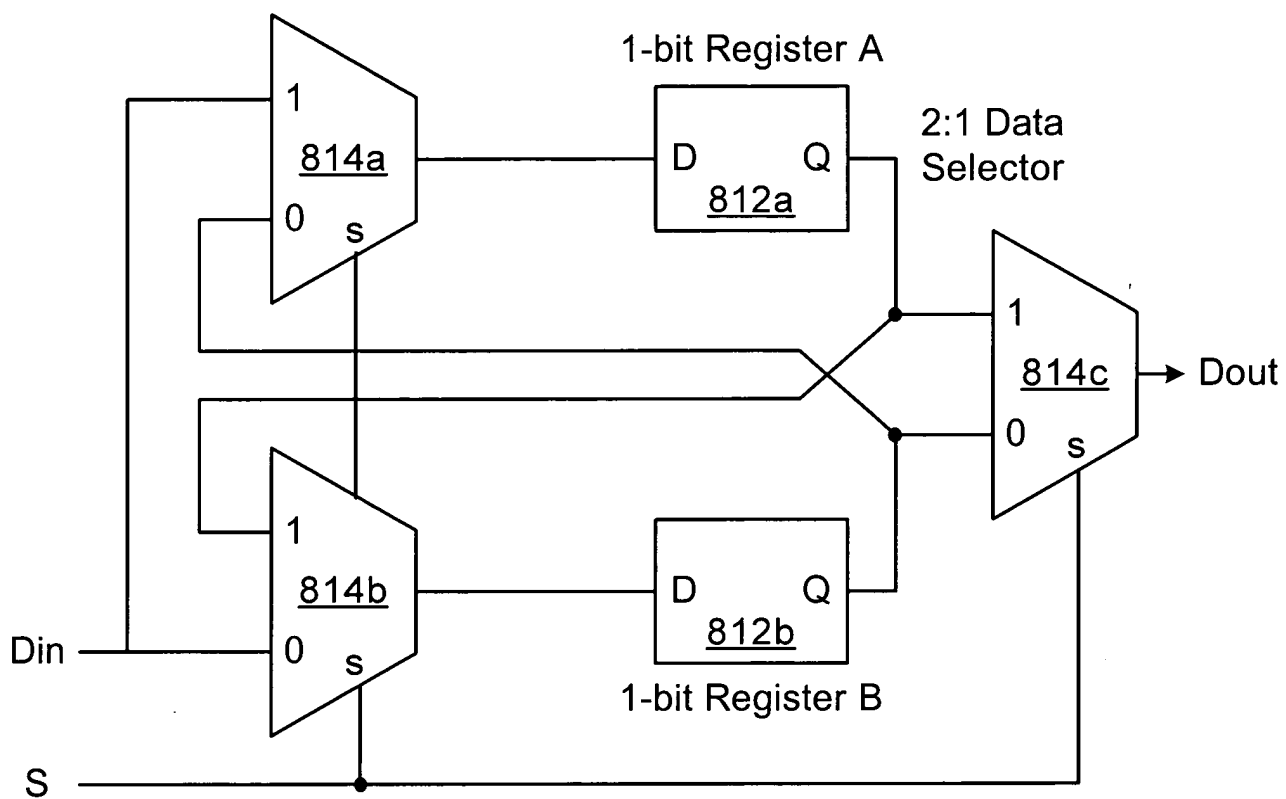 1-bit Register A
1
814a
0
s
D
Q
812a
2:1 Data
Selector
1
814c
0
s
Dout
1
814b
0
s
Din
D
Q
812b
1-bit Register B
S